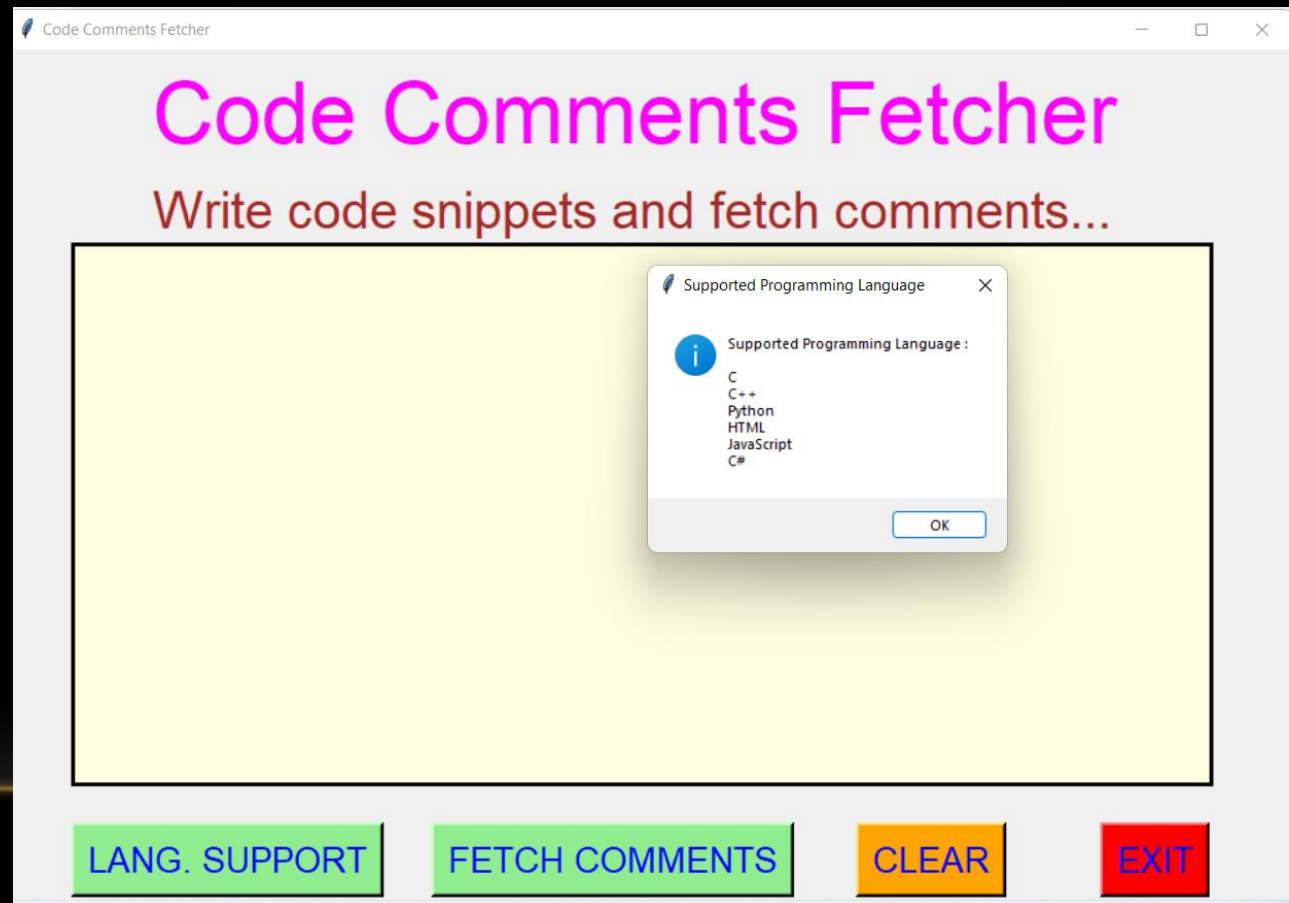 Code Comments Fetcher
Code Comments Fetcher
Write code snippets and fetch comments...
Supported Programming Language
Supported Programming Language :
C
C++
Python
HTML
JavaScript
C#
OK
LANG. SUPPORT
FETCH COMMENTS
CLEAR
EXIT